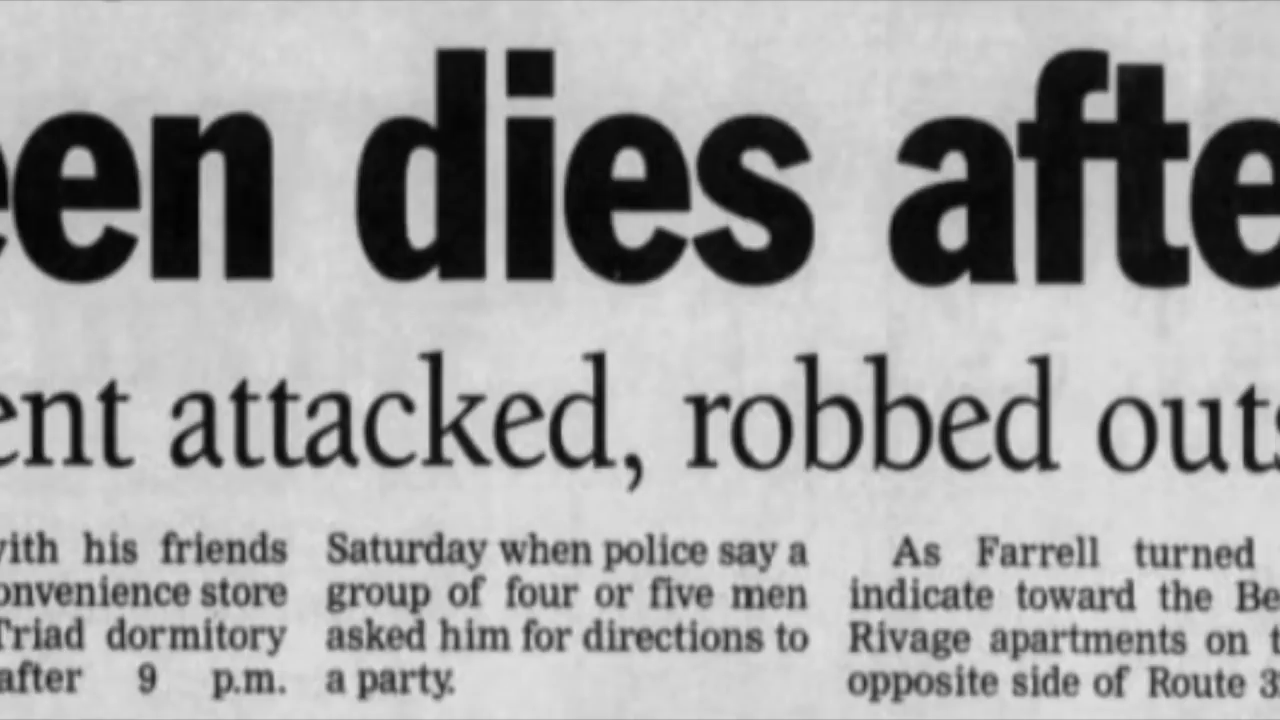 een dies afte
ent attacked, robbed outs
with his friends
onvenience store
Triad dormitory
after 9 p.m.
Saturday when police say a
group of four or five men
asked him for directions to
a party.
As Farrell turned
indicate toward the Be
Rivage apartments on t
opposite side of Route 3